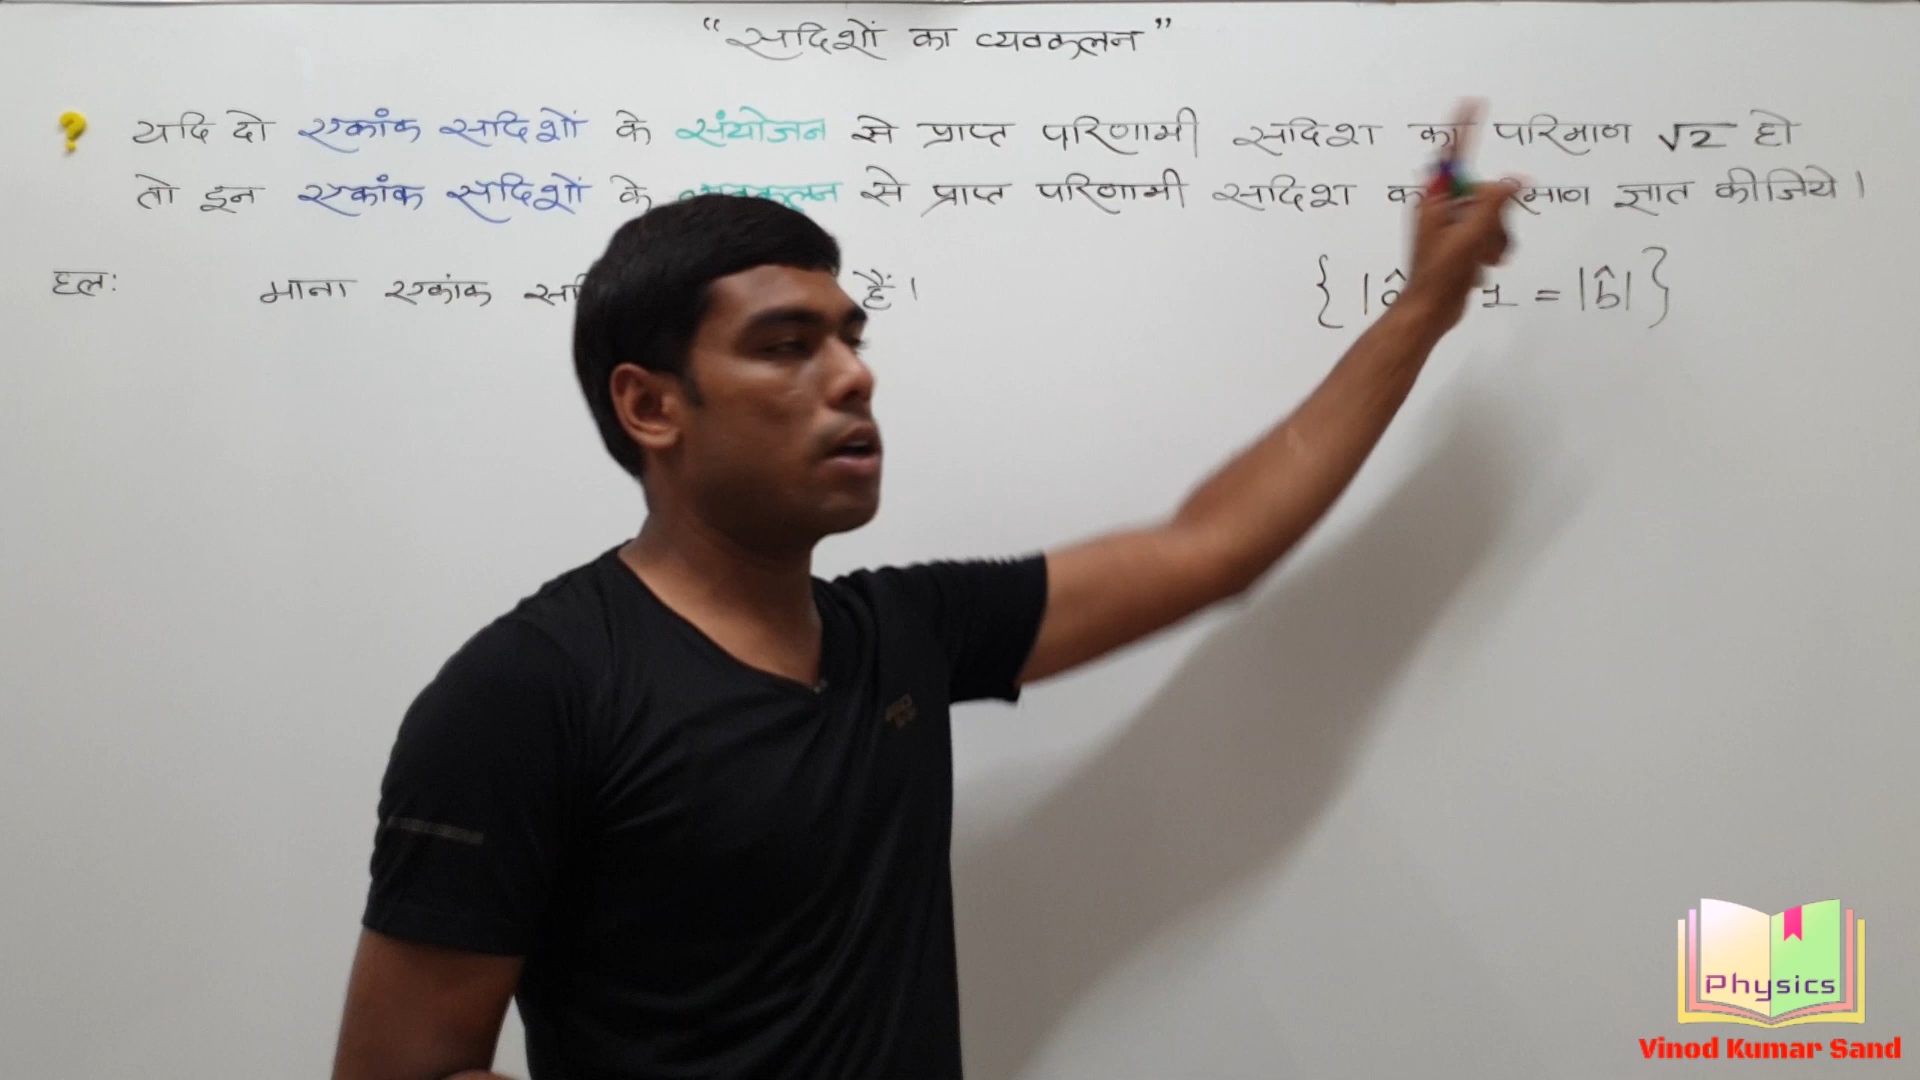 “सदिशों का व्यवकलन”
? यदि दो एकांक सदिशों के संयोजन से प्राप्त परिणामी सदिश का परिमाण √2 हो
तो इन एकांक सदिशों के से प्राप्त परिणामी सदिश ज्ञात कीजिये।
हलः माना एकांक हैं। { | 1 = |b̂| }
Physics
Vinod Kumar Sand